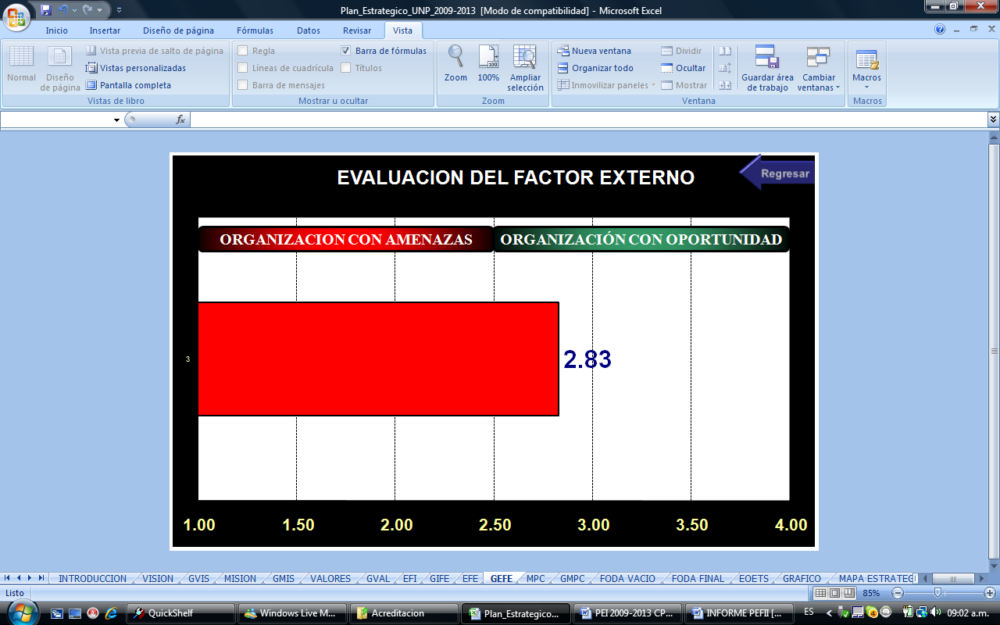 Plan_Estrategico_UNP_2009-2013 [Modo de compatibilidad] - Microsoft Excel
Inicio Insertar Diseño de página Fórmulas Datos Revisar Vista
Normal
Diseño de página
Vista previa de salto de página
Vistas personalizadas
Pantalla completa
Vistas de libro
Regla
Líneas de cuadrícula
Barra de mensajes
Barra de fórmulas
Títulos
Mostrar u ocultar
Zoom
100%
Ampliar selección
Zoom
Nueva ventana
Organizar todo
Inmovilizar paneles
Dividir
Ocultar
Mostrar
Guardar área de trabajo
Cambiar ventanas
Ventana
Macros
Macros
fx
EVALUACION DEL FACTOR EXTERNO
Regresar
ORGANIZACION CON AMENAZAS ORGANIZACIÓN CON OPORTUNIDAD
3
2.83
1.00 1.50 2.00 2.50 3.00 3.50 4.00
INTRODUCCION VISION GVIS MISION GMIS VALORES GVAL EFI GIFE EFE GEFE MPC GMPC FODA VACIO FODA FINAL EOETS GRAFICO MAPA ESTRATEG
Listo 85%
QuickShelf Windows Live M... Acreditacion Plan_Estrategico... PEI 2009-2013 CP... INFORME PEFII [... ES 09:02 a.m.